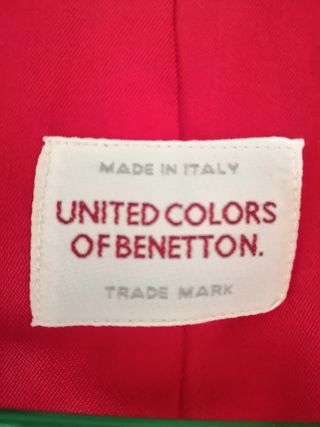 MADE IN ITALY
UNITED COLORS
OF BENETTON.
TRADE MARK